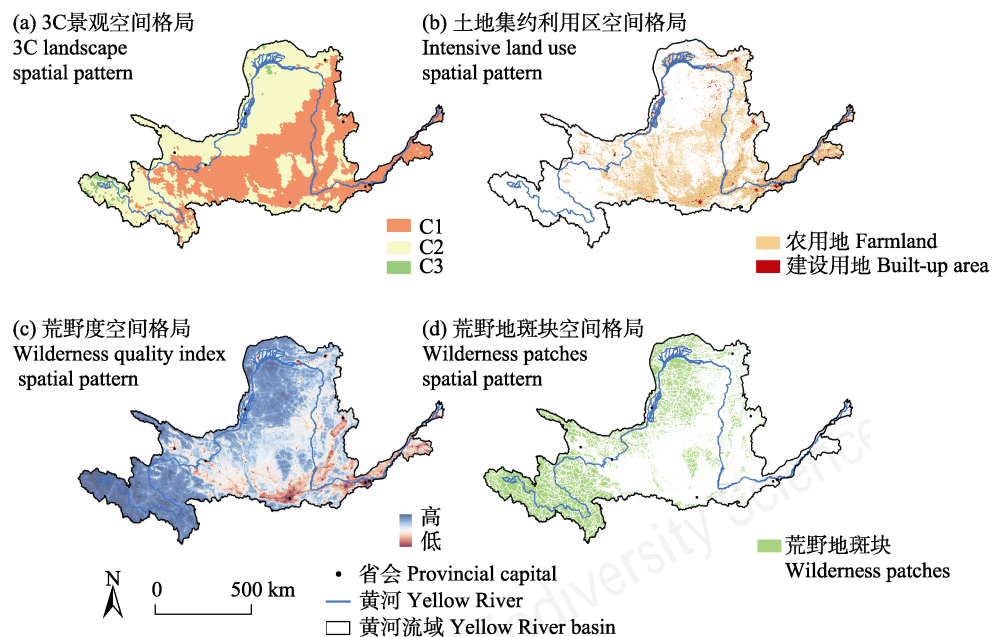 (a) 3C景观空间格局
3C landscape
spatial pattern
C1
C2
C3
(b) 土地集约利用区空间格局
Intensive land use
spatial pattern
农用地 Farmland
建设用地 Built-up area
(c) 荒野度空间格局
Wilderness quality index
spatial pattern
高
低
(d) 荒野地斑块空间格局
Wilderness patches
spatial pattern
荒野地斑块
Wilderness patches
N
0 500 km
省会 Provincial capital
黄河 Yellow River
黄河流域 Yellow River basin
odiversity Science